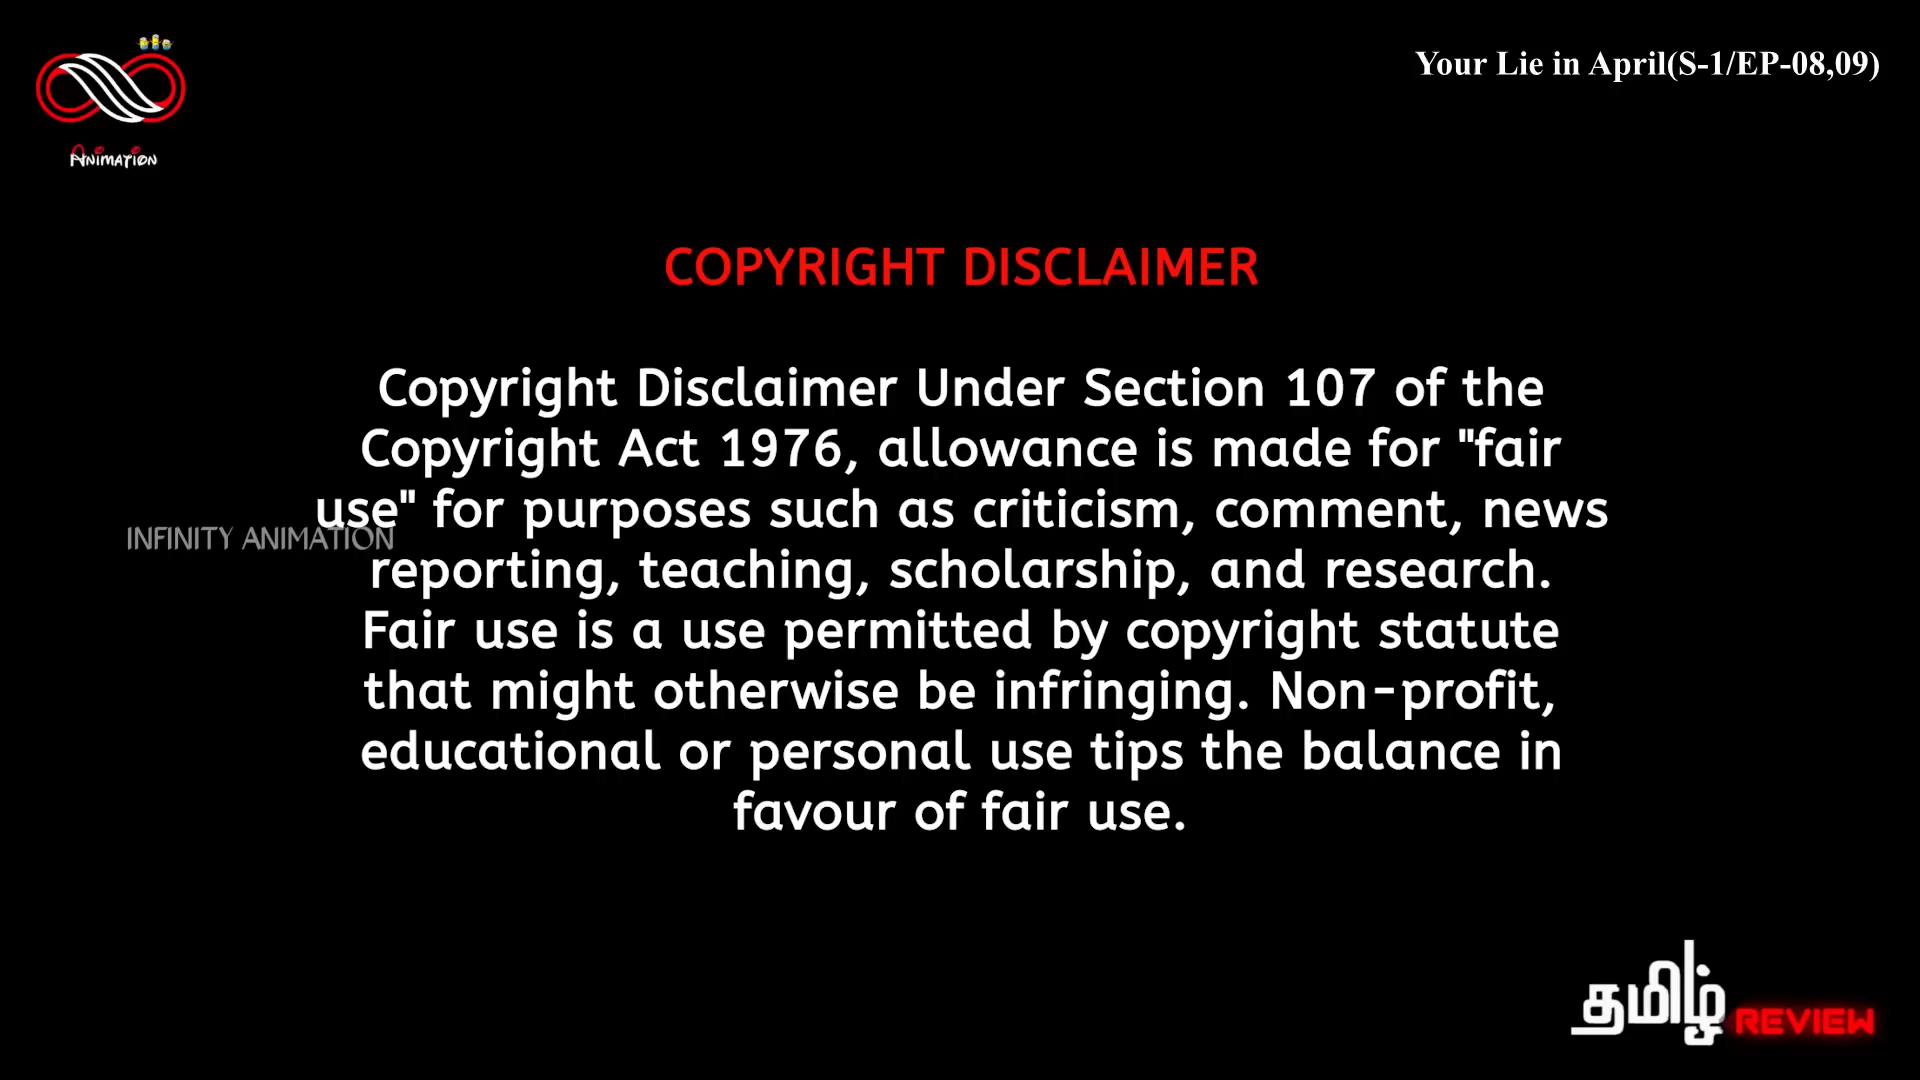 ANIMATION
Your Lie in April(S-1/EP-08,09)
COPYRIGHT DISCLAIMER
Copyright Disclaimer Under Section 107 of the
Copyright Act 1976, allowance is made for "fair
use" for purposes such as criticism, comment, news
INFINITY ANIMATION
reporting, teaching, scholarship, and research.
Fair use is a use permitted by copyright statute
that might otherwise be infringing. Non-profit,
educational or personal use tips the balance in
favour of fair use.
தமிழ் REVIEW